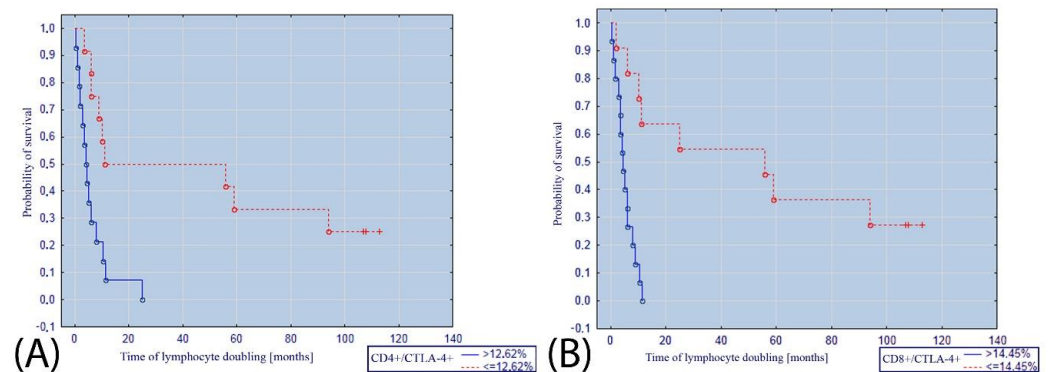 1.0
0.9
0.8
0.7
0.6
0.5
0.4
0.3
0.2
0.1
0.0
-0.1
Probability of survival
0 20 40 60 80 100 120 140
Time of lymphocyte doubling [months]
(A)
CD4+/CTLA-4+
>12.62%
<=12.62%
1.0
0.9
0.8
0.7
0.6
0.5
0.4
0.3
0.2
0.1
0.0
-0.1
Probability of survival
0 20 40 60 80 100 120 140
Time of lymphocyte doubling [months]
(B)
CD8+/CTLA-4+
>14.45%
<=14.45%